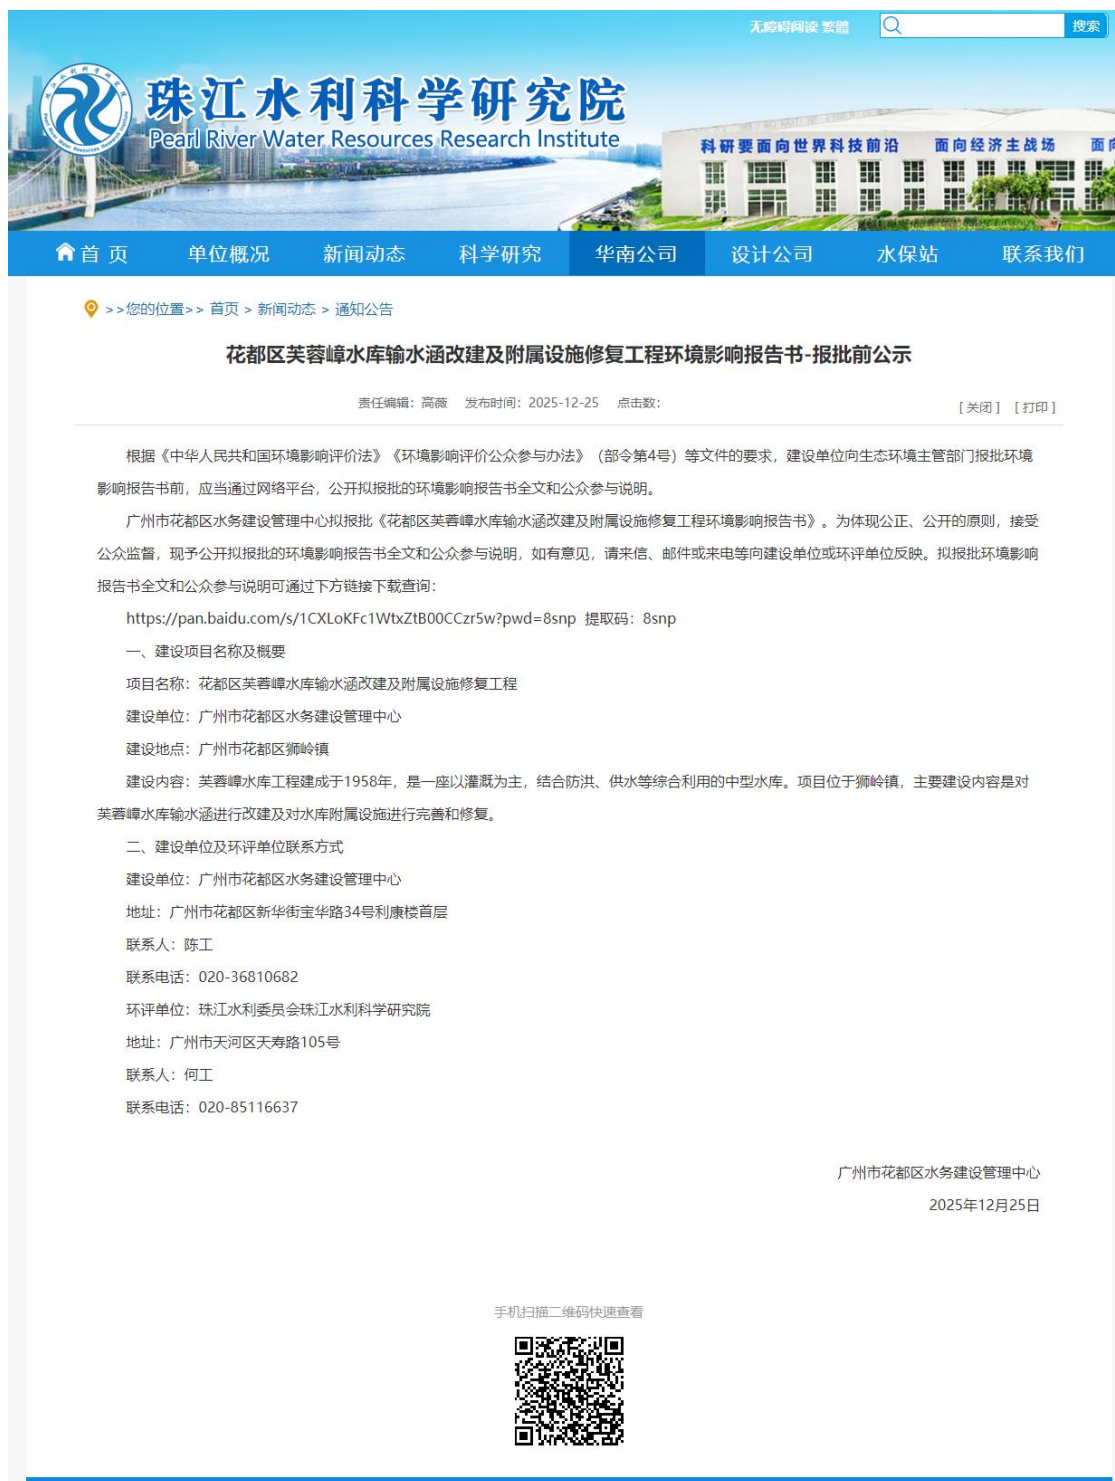 无障碍阅读 繁體
搜索
珠江水利科学研究院
Pearl River Water Resources Research Institute
科研要面向世界科技前沿 面向经济主战场 面向
首 页 单位概况 新闻动态 科学研究 华南公司 设计公司 水保站 联系我们
>>您的位置>> 首页 > 新闻动态 > 通知公告
花都区芙蓉嶂水库输水涵改建及附属设施修复工程环境影响报告书-报批前公示
责任编辑：高薇 发布时间：2025-12-25 点击数：
[ 关闭 ] [ 打印 ]
根据《中华人民共和国环境影响评价法》《环境影响评价公众参与办法》（部令第4号）等文件的要求，建设单位向生态环境主管部门报批环境
影响报告书前，应当通过网络平台，公开拟报批的环境影响报告书全文和公众参与说明。
广州市花都区水务建设管理中心拟报批《花都区芙蓉嶂水库输水涵改建及附属设施修复工程环境影响报告书》。为体现公正、公开的原则，接受
公众监督，现予公开拟报批的环境影响报告书全文和公众参与说明，如有意见，请来信、邮件或来电等向建设单位或环评单位反映。拟报批环境影响
报告书全文和公众参与说明可通过下方链接下载查询：
https://pan.baidu.com/s/1CXLoKFc1WtxZtB00CCzr5w?pwd=8snp 提取码：8snp
一、建设项目名称及概要
项目名称：花都区芙蓉嶂水库输水涵改建及附属设施修复工程
建设单位：广州市花都区水务建设管理中心
建设地点：广州市花都区狮岭镇
建设内容：芙蓉嶂水库工程建成于1958年，是一座以灌溉为主，结合防洪、供水等综合利用的中型水库。项目位于狮岭镇，主要建设内容是对
芙蓉嶂水库输水涵进行改建及对水库附属设施进行完善和修复。
二、建设单位及环评单位联系方式
建设单位：广州市花都区水务建设管理中心
地址：广州市花都区新华街宝华路34号利康楼首层
联系人：陈工
联系电话：020-36810682
环评单位：珠江水利委员会珠江水利科学研究院
地址：广州市天河区天寿路105号
联系人：何工
联系电话：020-85116637
广州市花都区水务建设管理中心
2025年12月25日
手机扫描二维码快速查看